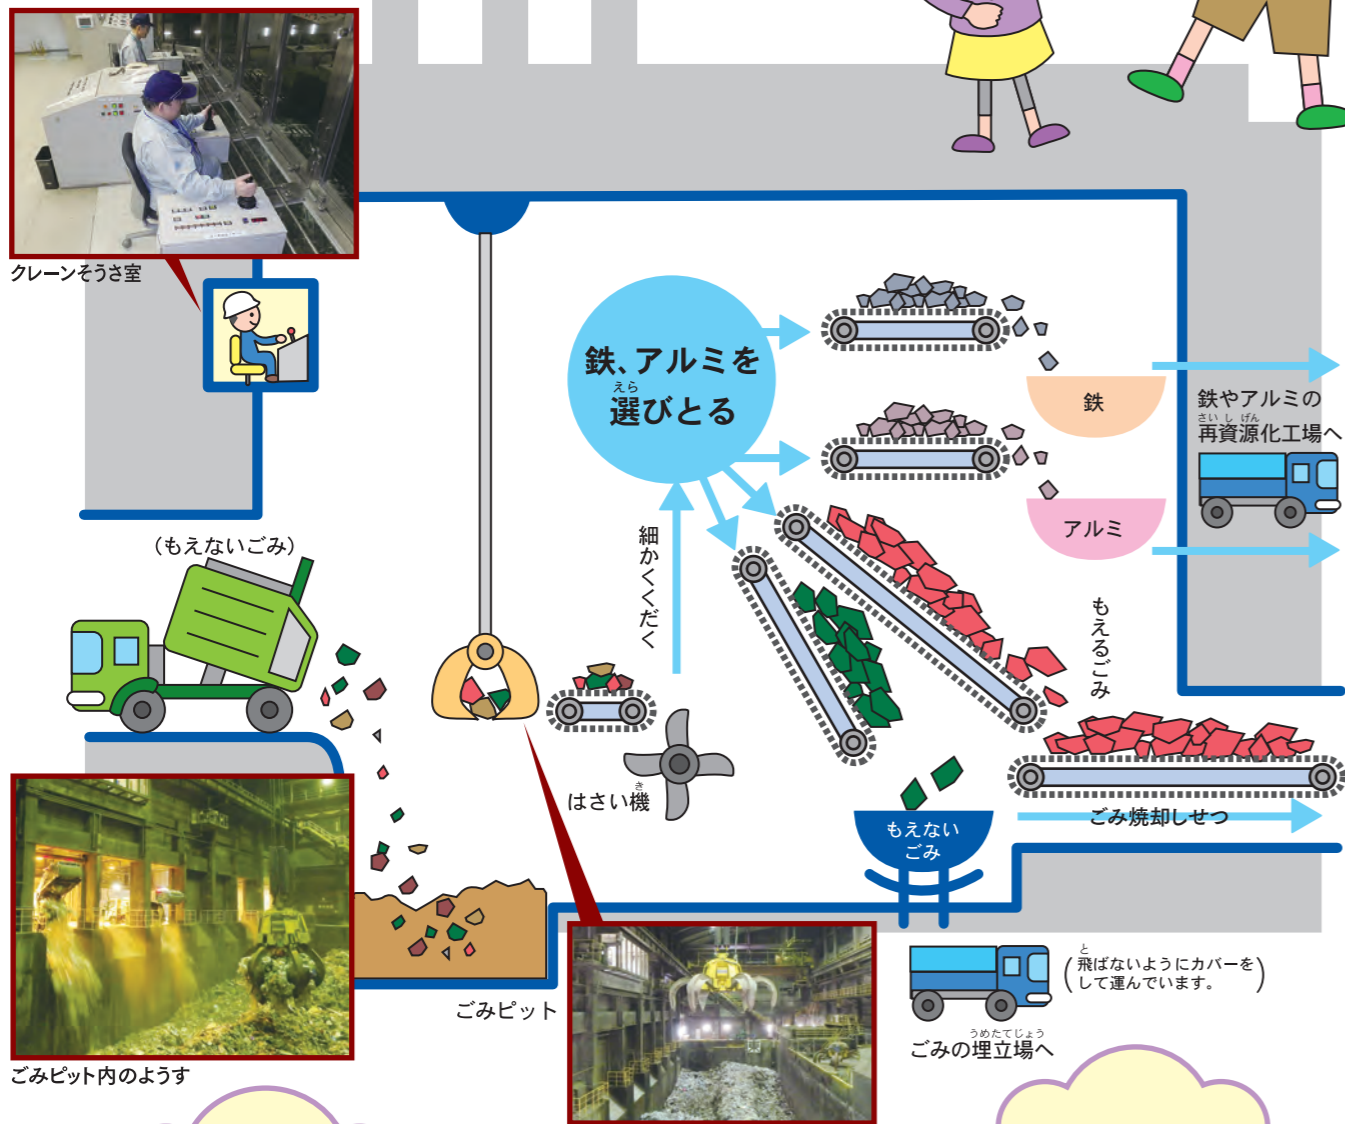 クレーンそうさ室
鉄、アルミを
えら
選びとる
鉄
鉄やアルミの
さいしげん
再資源化工場へ
アルミ
(もえないごみ)
細かくくだく
もえるごみ
き
はさい機
ごみ焼却しせつ
もえない
ごみ
ごみピット
と
(飛ばないようにカバーを
して運んでいます。)
うめたてじょう
ごみの埋立場へ
ごみピット内のようす